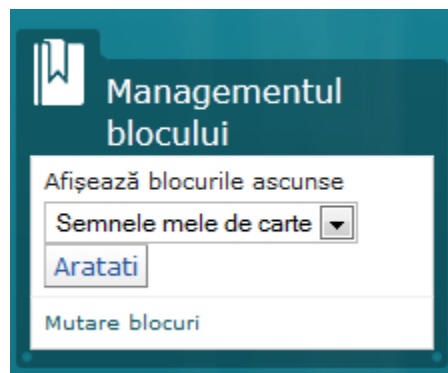 Managementul
blocului
Afișează blocurile ascunse
Semnele mele de carte
Aratati
Mutare blocuri